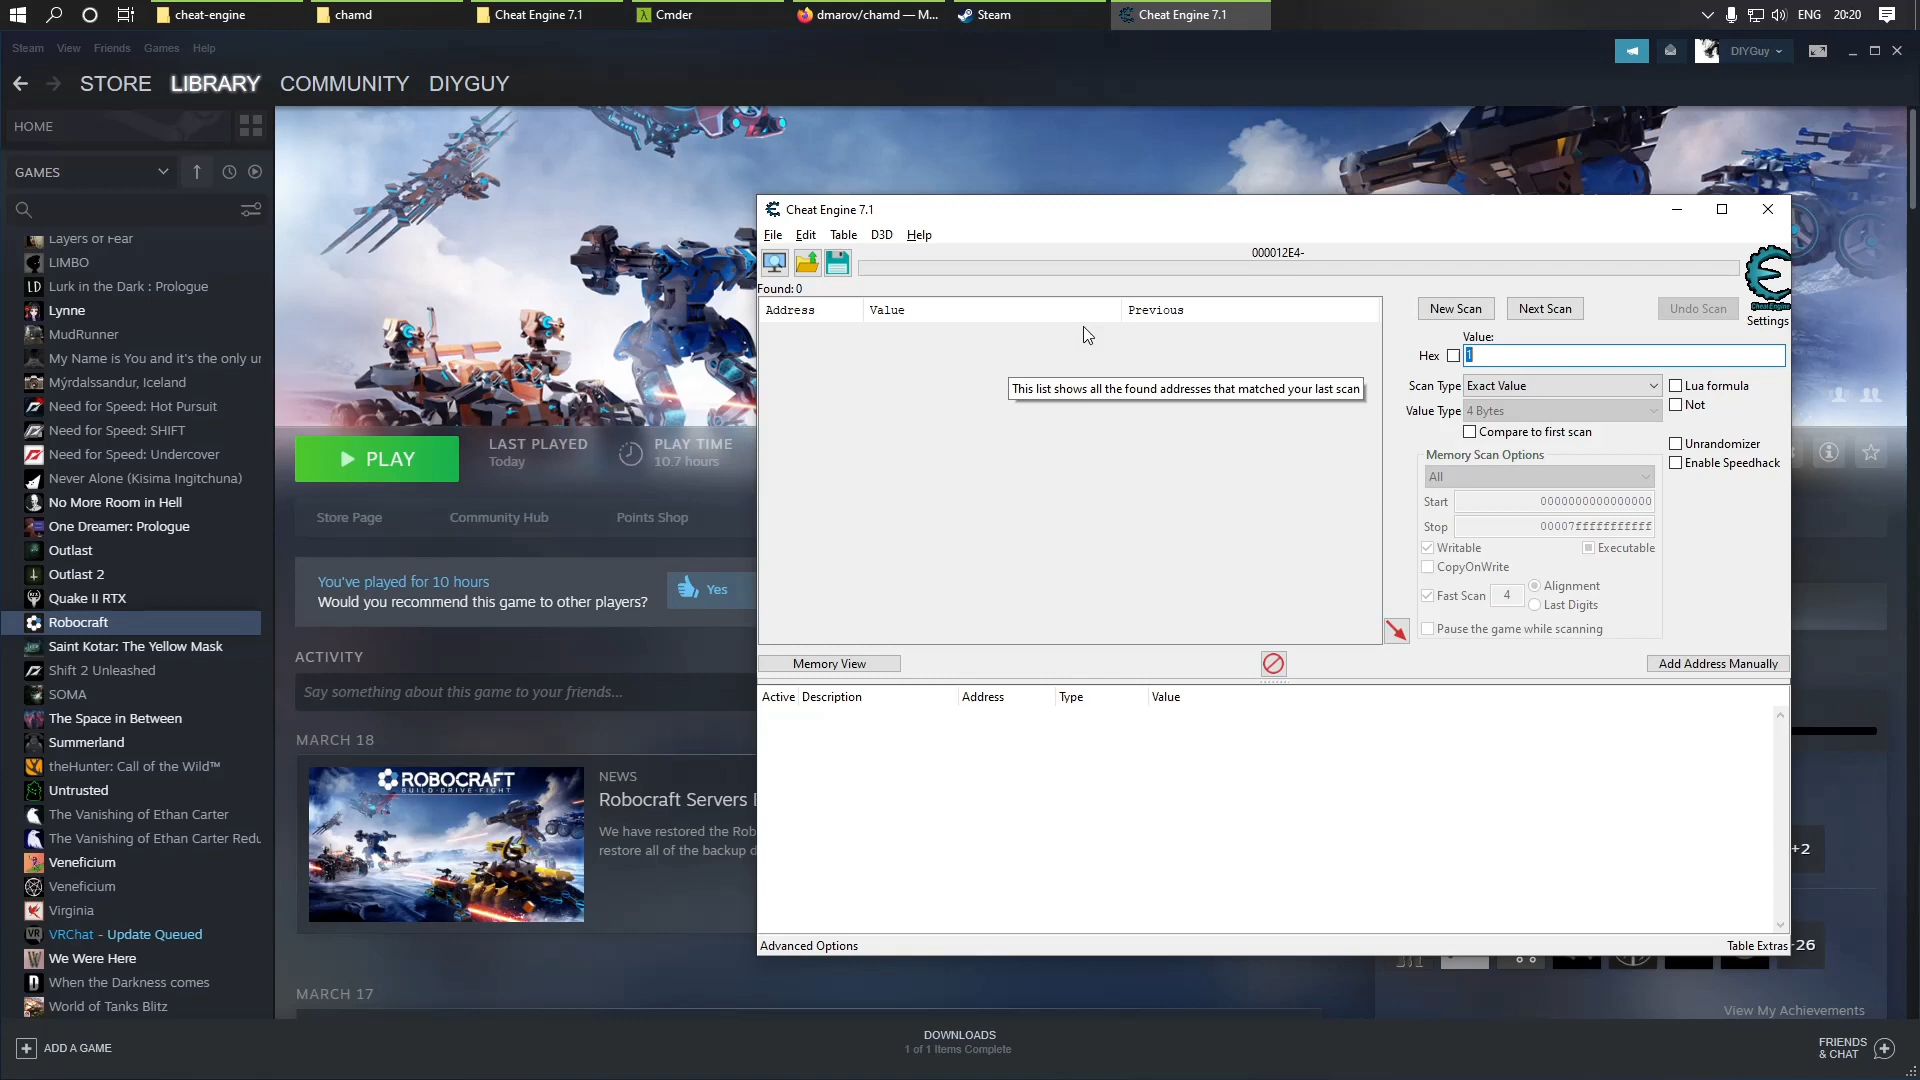 cheat-engine
chamd
Cheat Engine 7.1
Cmder
dmarov/chamd — M...
Steam
Cheat Engine 7.1
ENG
20:20
Steam
View
Friends
Games
Help
DIYGuy
STORE
LIBRARY
COMMUNITY
DIYGUY
HOME
GAMES
Layers of Fear
LIMBO
Lurk in the Dark : Prologue
Lynne
MudRunner
My Name is You and it's the only ur
Mýrdalssandur, Iceland
Need for Speed: Hot Pursuit
Need for Speed: SHIFT
Need for Speed: Undercover
Never Alone (Kisima Ingitchuna)
No More Room in Hell
One Dreamer: Prologue
Outlast
Outlast 2
Quake II RTX
Robocraft
Saint Kotar: The Yellow Mask
Shift 2 Unleashed
SOMA
The Space in Between
Summerland
theHunter: Call of the Wild™
Untrusted
The Vanishing of Ethan Carter
The Vanishing of Ethan Carter Redu
Veneficium
Veneficium
Virginia
VRChat - Update Queued
We Were Here
When the Darkness comes
World of Tanks Blitz
ADD A GAME
PLAY
LAST PLAYED
Today
PLAY TIME
10.7 hours
Store Page
Community Hub
Points Shop
You've played for 10 hours
Would you recommend this game to other players?
Yes
ACTIVITY
Say something about this game to your friends...
MARCH 18
ROBOCRAFT
BUILD·DRIVE·FIGHT
NEWS
Robocraft Servers
We have restored the Rob
restore all of the backup d
MARCH 17
Cheat Engine 7.1
File
Edit
Table
D3D
Help
000012E4-
Found: 0
Address
Value
Previous
This list shows all the found addresses that matched your last scan
New Scan
Next Scan
Undo Scan
Settings
Value:
Hex
1
Scan Type
Exact Value
Lua formula
Not
Value Type
4 Bytes
Compare to first scan
Unrandomizer
Enable Speedhack
Memory Scan Options
All
Start
0000000000000000
Stop
00007fffffffffff
Writable
Executable
CopyOnWrite
Fast Scan
4
Alignment
Last Digits
Pause the game while scanning
Memory View
Add Address Manually
Active
Description
Address
Type
Value
Advanced Options
Table Extras
+2
+26
View My Achievements
DOWNLOADS
1 of 1 Items Complete
FRIENDS
& CHAT